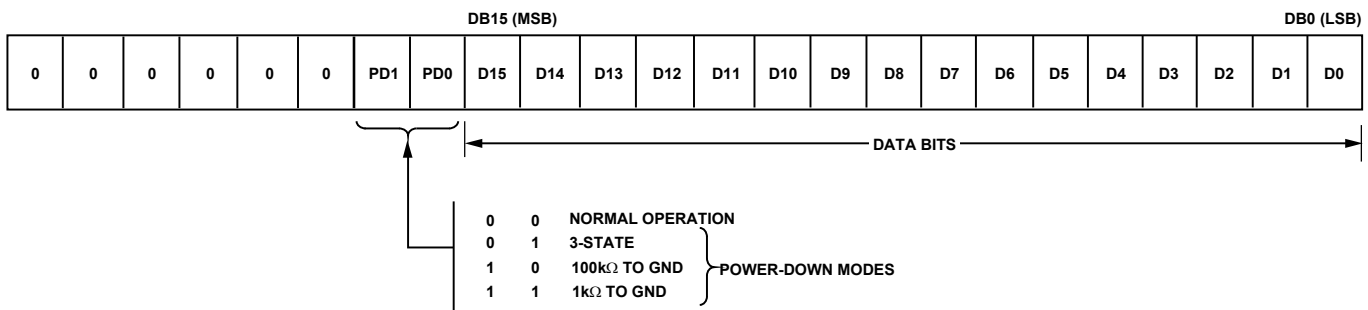 DB15 (MSB) DB0 (LSB)
0 0 0 0 0 0 PD1 PD0 D15 D14 D13 D12 D11 D10 D9 D8 D7 D6 D5 D4 D3 D2 D1 D0
DATA BITS
0 0 NORMAL OPERATION
0 1 3-STATE
1 0 100kΩ TO GND POWER-DOWN MODES
1 1 1kΩ TO GND